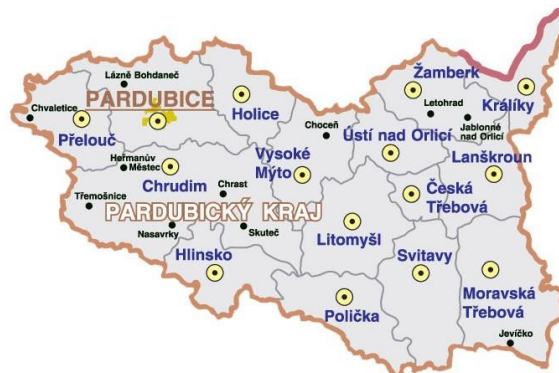 Lázně Bohdaneč
Žamberk
PARDUBICE
Holice
Králíky
Chvaletice
Letohrad
Přelouč
Jablonné
nad Orlicí
Choceň
Ústí nad Orlicí
Heřmanův
Městec
Vysoké
Mýto
Lanškroun
Chrudim
Chrast
Česká
Třebová
Třemošnice
PARDUBICKÝ KRAJ
Nasavrky
Skuteč
Litomyšl
Hlinsko
Svitavy
Moravská
Třebová
Polička
Jevíčko